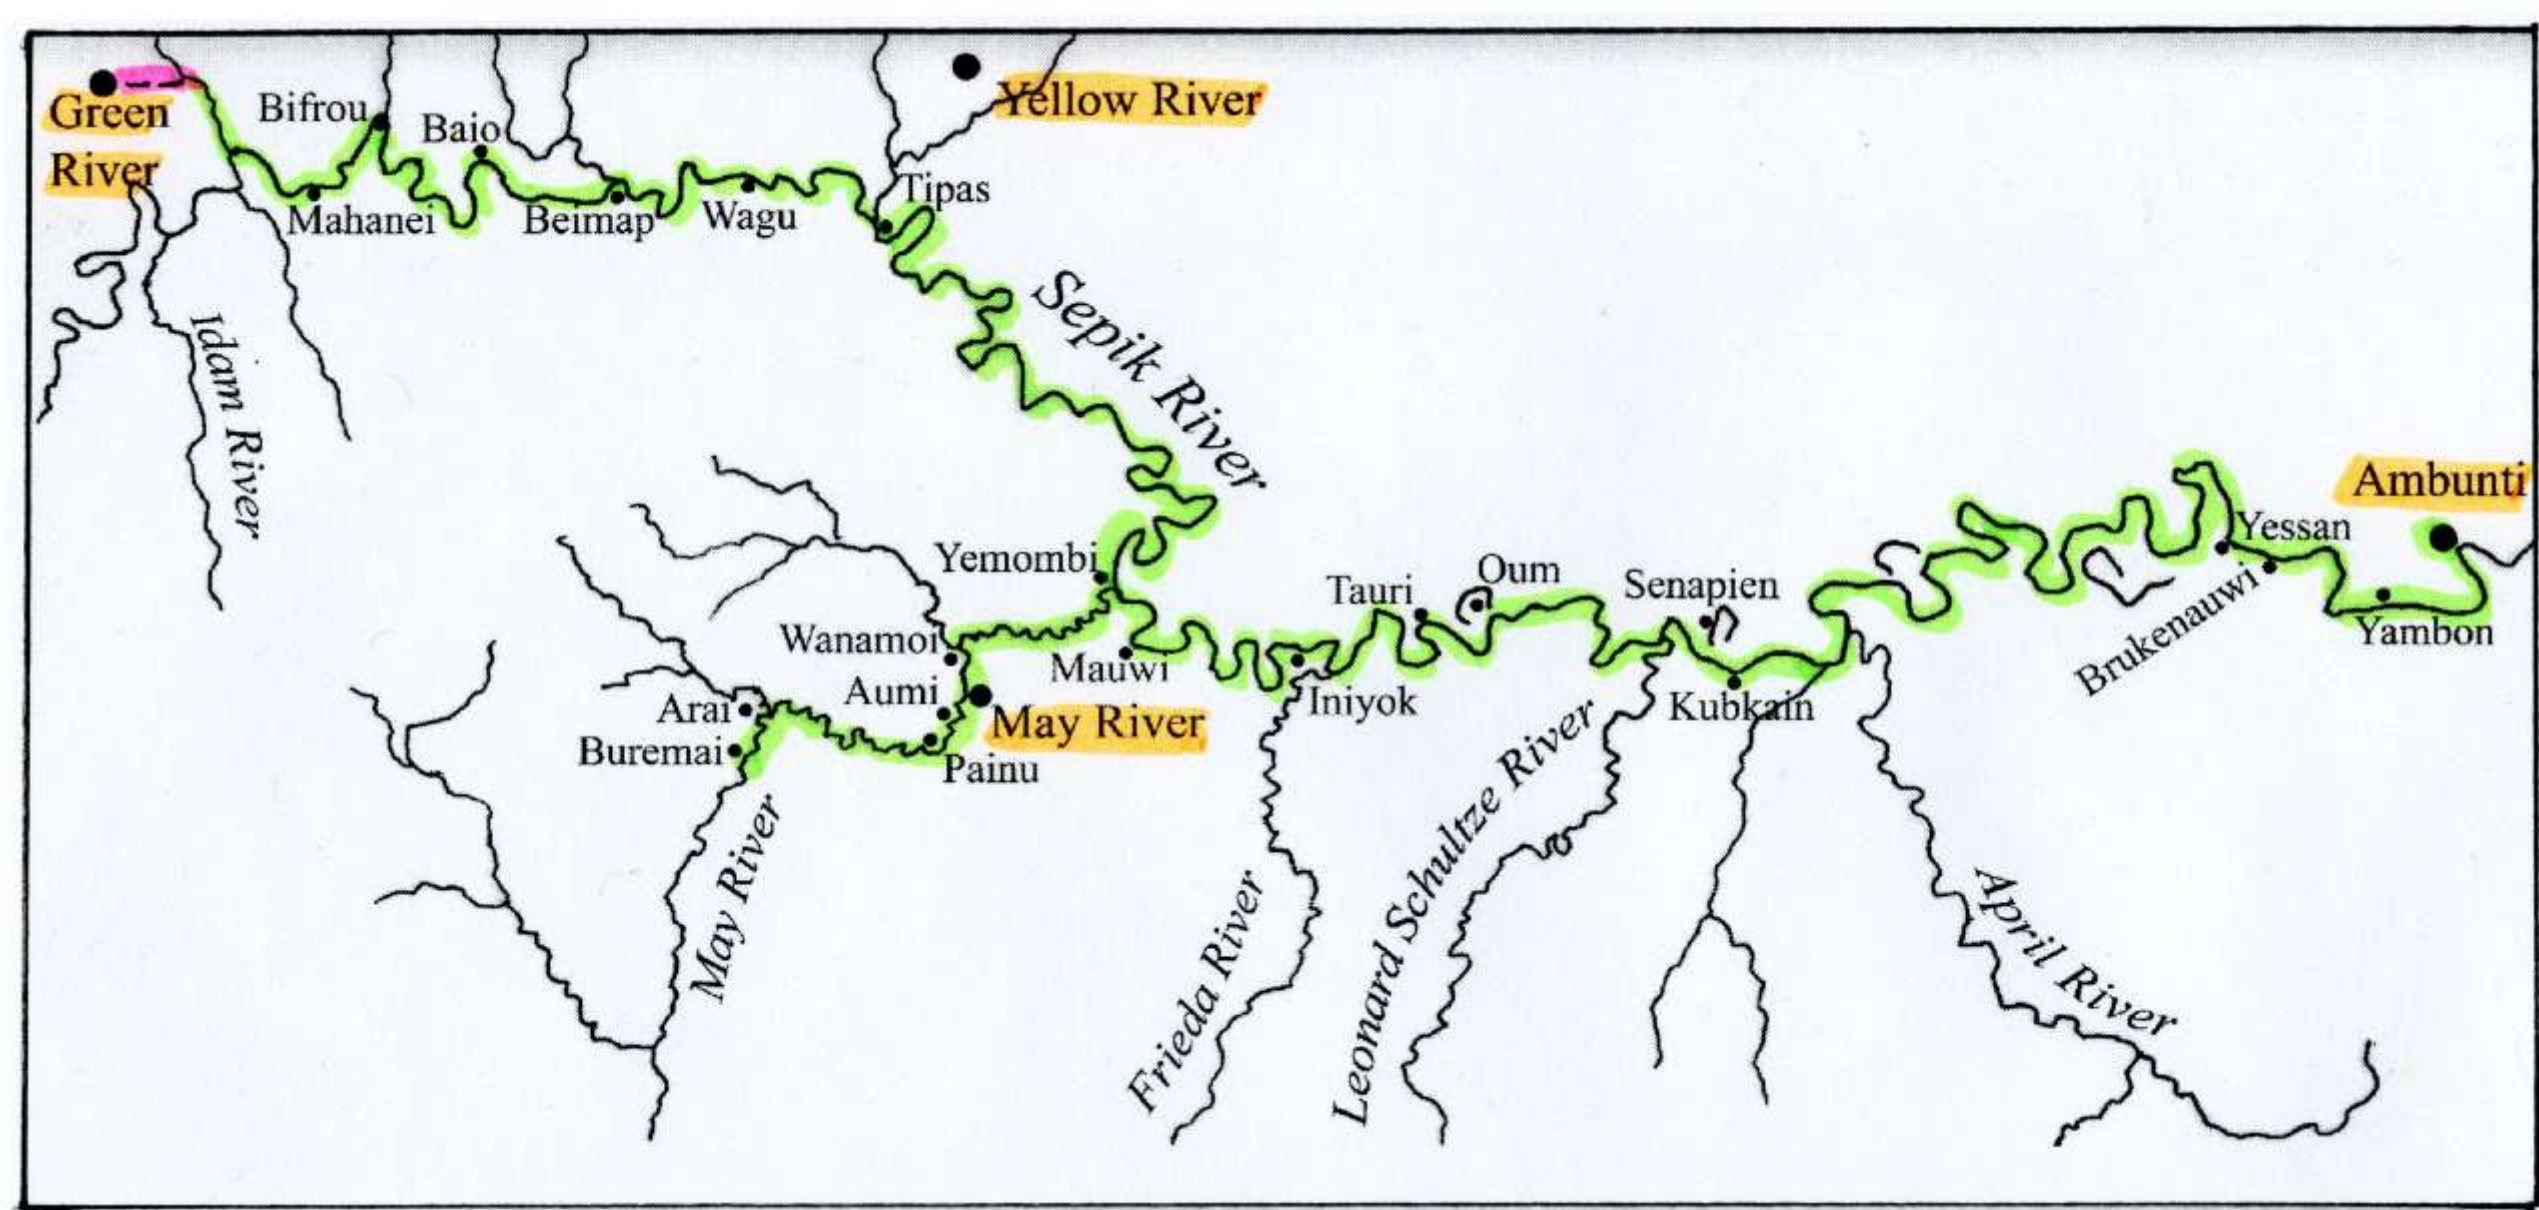 Green
River
Bifrou
Baio
Yellow River
Mahanei
Beimap
Wagu
Tipas
Idam River
Sepik River
Yemombi
Wanamoi
Mauwi
Aumi
Arai
May River
Buremai
Painu
May River
Iniyok
Tauri
Oum
Senapien
Kubkain
Frieda River
Leonard Schultze River
April River
Ambunti
Yessan
Brukenauwi
Yambon